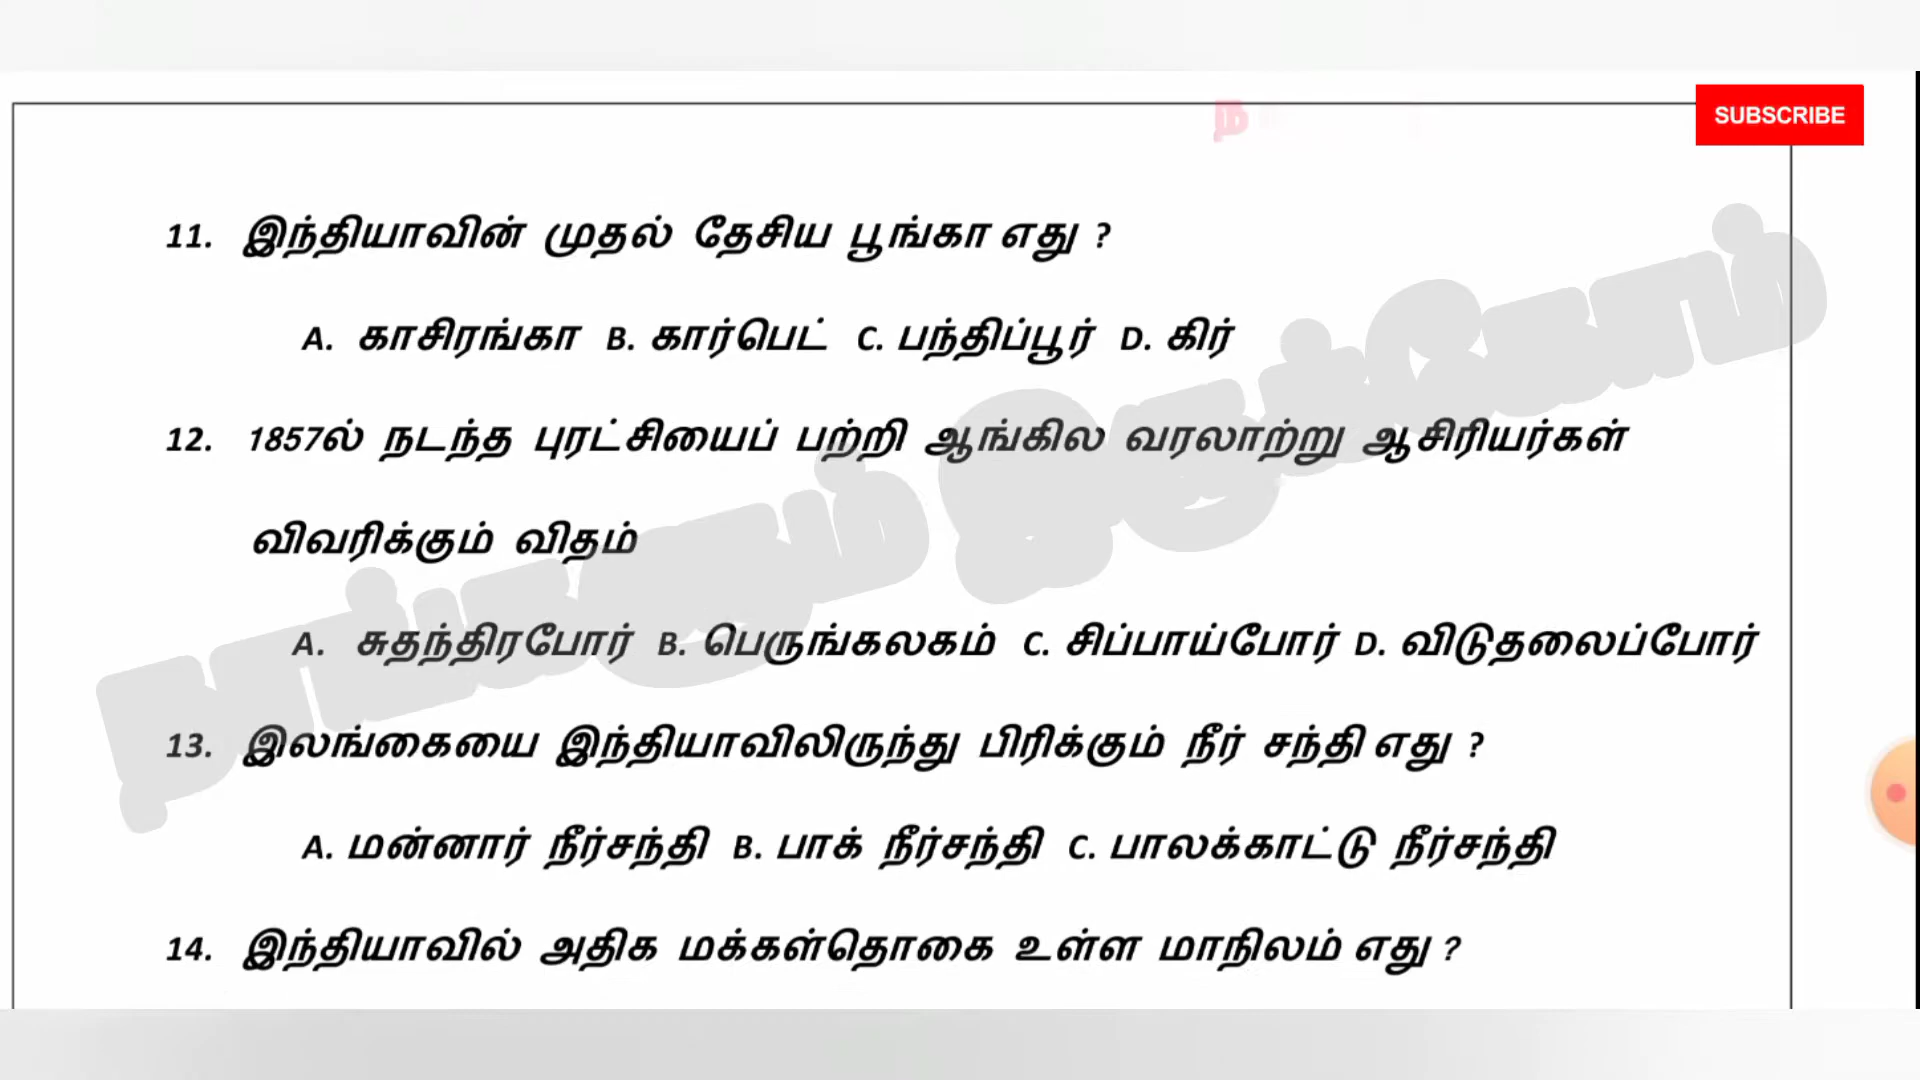 SUBSCRIBE
11. இந்தியாவின் முதல் தேசிய பூங்கா எது ?
A. காசிரங்கா B. கார்பெட் C. பந்திப்பூர் D. கிர்
12. 1857ல் நடந்த புரட்சியைப் பற்றி ஆங்கில வரலாற்று ஆசிரியர்கள்
விவரிக்கும் விதம்
A. சுதந்திரபோர் B. பெருங்கலகம் C. சிப்பாய்போர் D. விடுதலைப்போர்
13. இலங்கையை இந்தியாவிலிருந்து பிரிக்கும் நீர் சந்தி எது ?
A. மன்னார் நீர்சந்தி B. பாக் நீர்சந்தி C. பாலக்காட்டு நீர்சந்தி
14. இந்தியாவில் அதிக மக்கள்தொகை உள்ள மாநிலம் எது ?